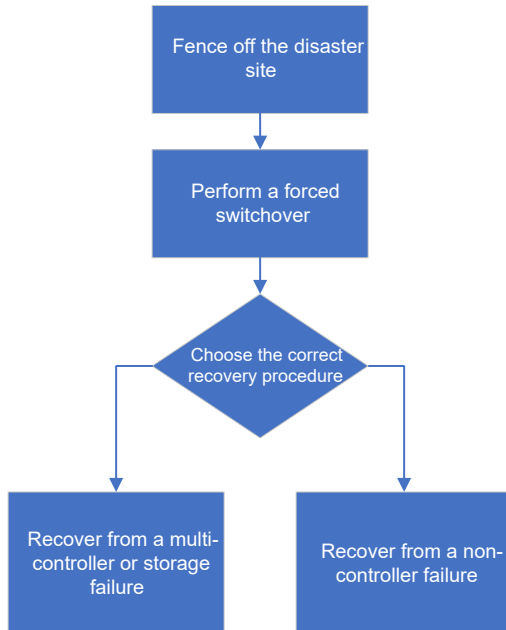 Fence off the disaster
site
Perform a forced
switchover
Choose the correct
recovery procedure
Recover from a multi-
controller or storage
failure
Recover from a non-
controller failure